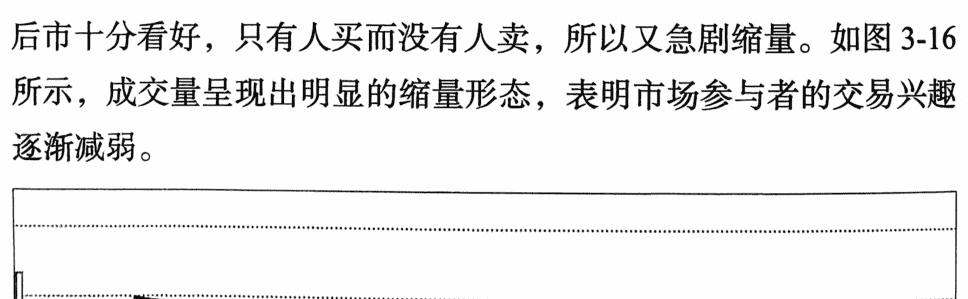 后市十分看好，只有人买而没有人卖，所以又急剧缩量。如图 3-16
所示，成交量呈现出明显的缩量形态，表明市场参与者的交易兴趣
逐渐减弱。